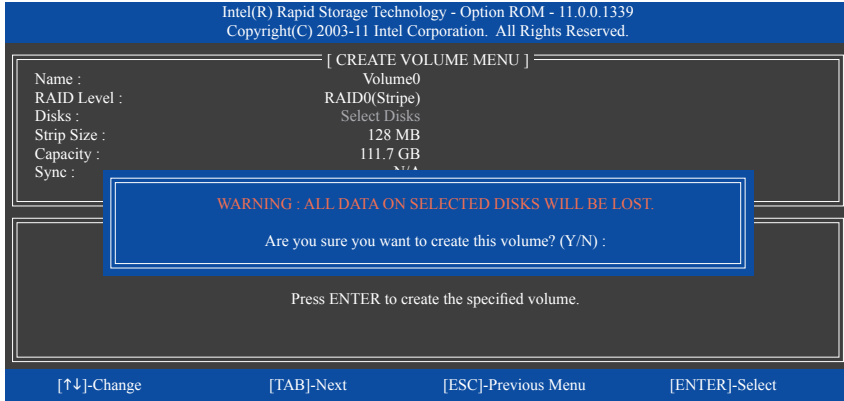 Intel(R) Rapid Storage Technology - Option ROM - 11.0.0.1339
Copyright(C) 2003-11 Intel Corporation.  All Rights Reserved.
[ CREATE VOLUME MENU ]
Name : Volume0
RAID Level : RAID0(Stripe)
Disks : Select Disks
Strip Size : 128 MB
Capacity : 111.7 GB
Sync : N/A
WARNING : ALL DATA ON SELECTED DISKS WILL BE LOST.
Are you sure you want to create this volume? (Y/N) :
Press ENTER to create the specified volume.
[↑↓]-Change [TAB]-Next [ESC]-Previous Menu [ENTER]-Select